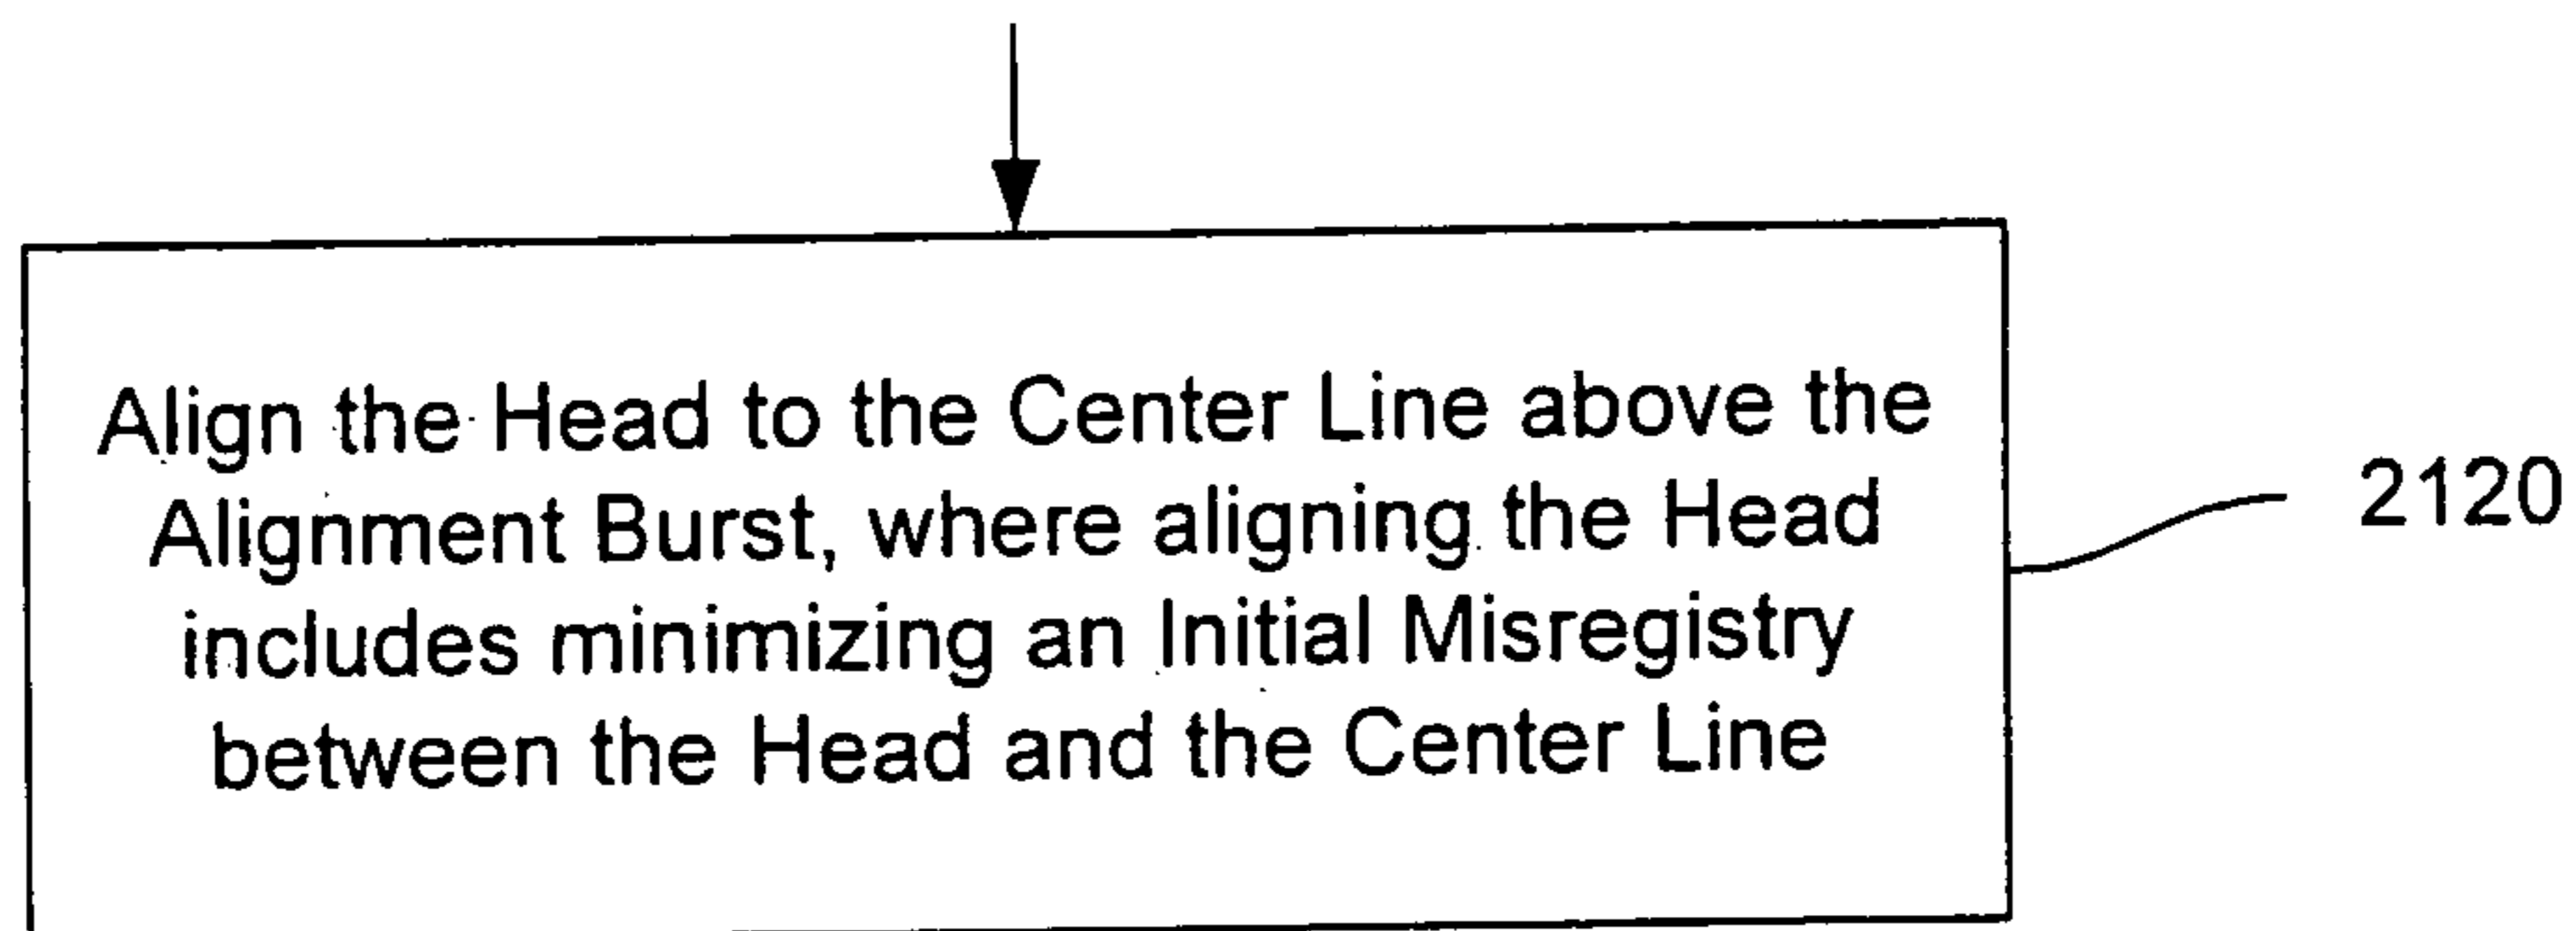 Align the Head to the Center Line above the
Alignment Burst, where aligning the Head
includes minimizing an Initial Misregistry
between the Head and the Center Line
2120